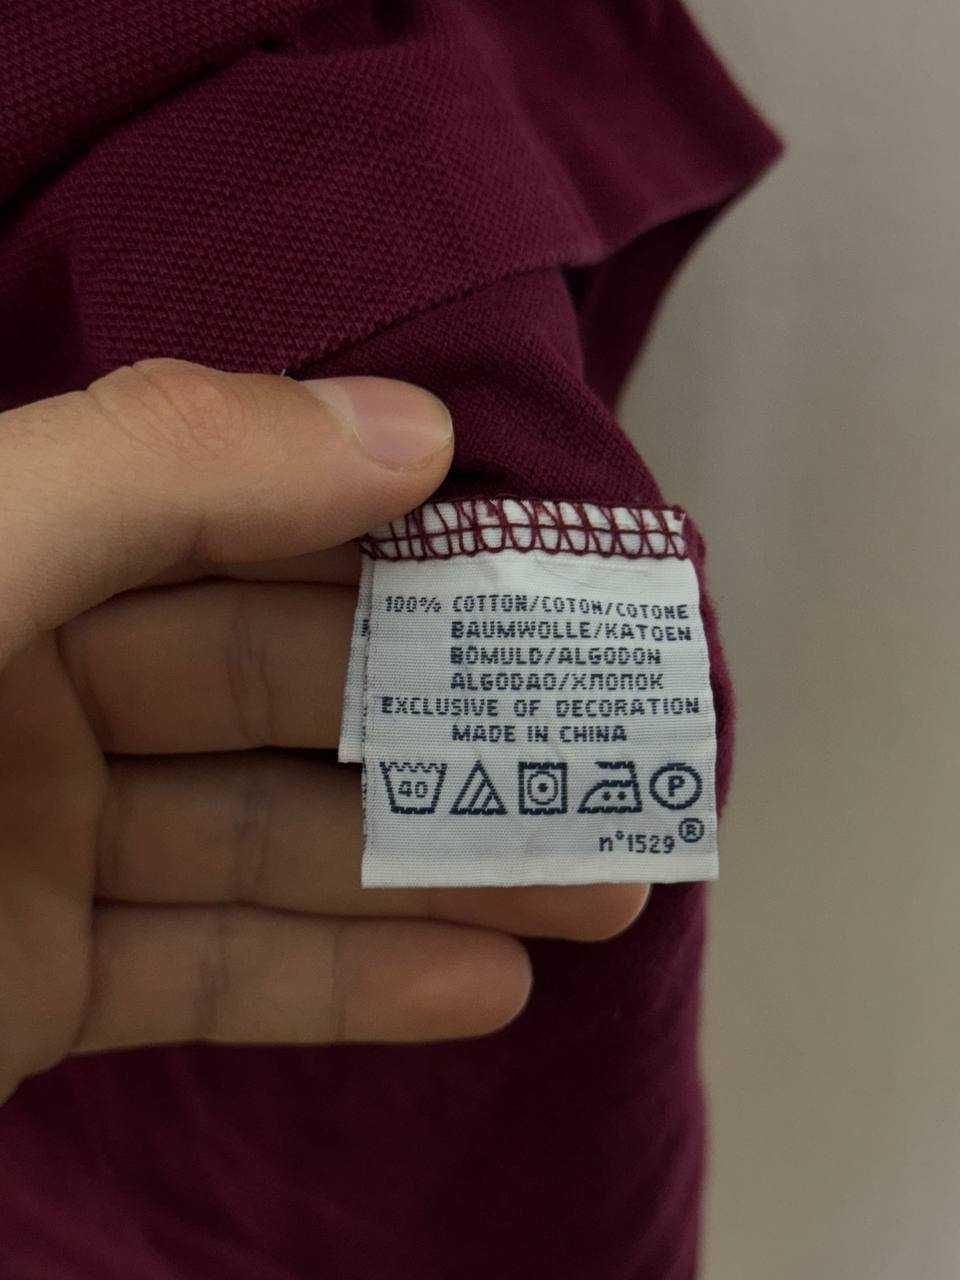 100% COTTON/COTON/COTONE
BAUMWOLLE/KATOEN
BOMULD/ALGODON
ALGODAO/ХЛОПОК
EXCLUSIVE OF DECORATION
MADE IN CHINA
40 P
n°1529®